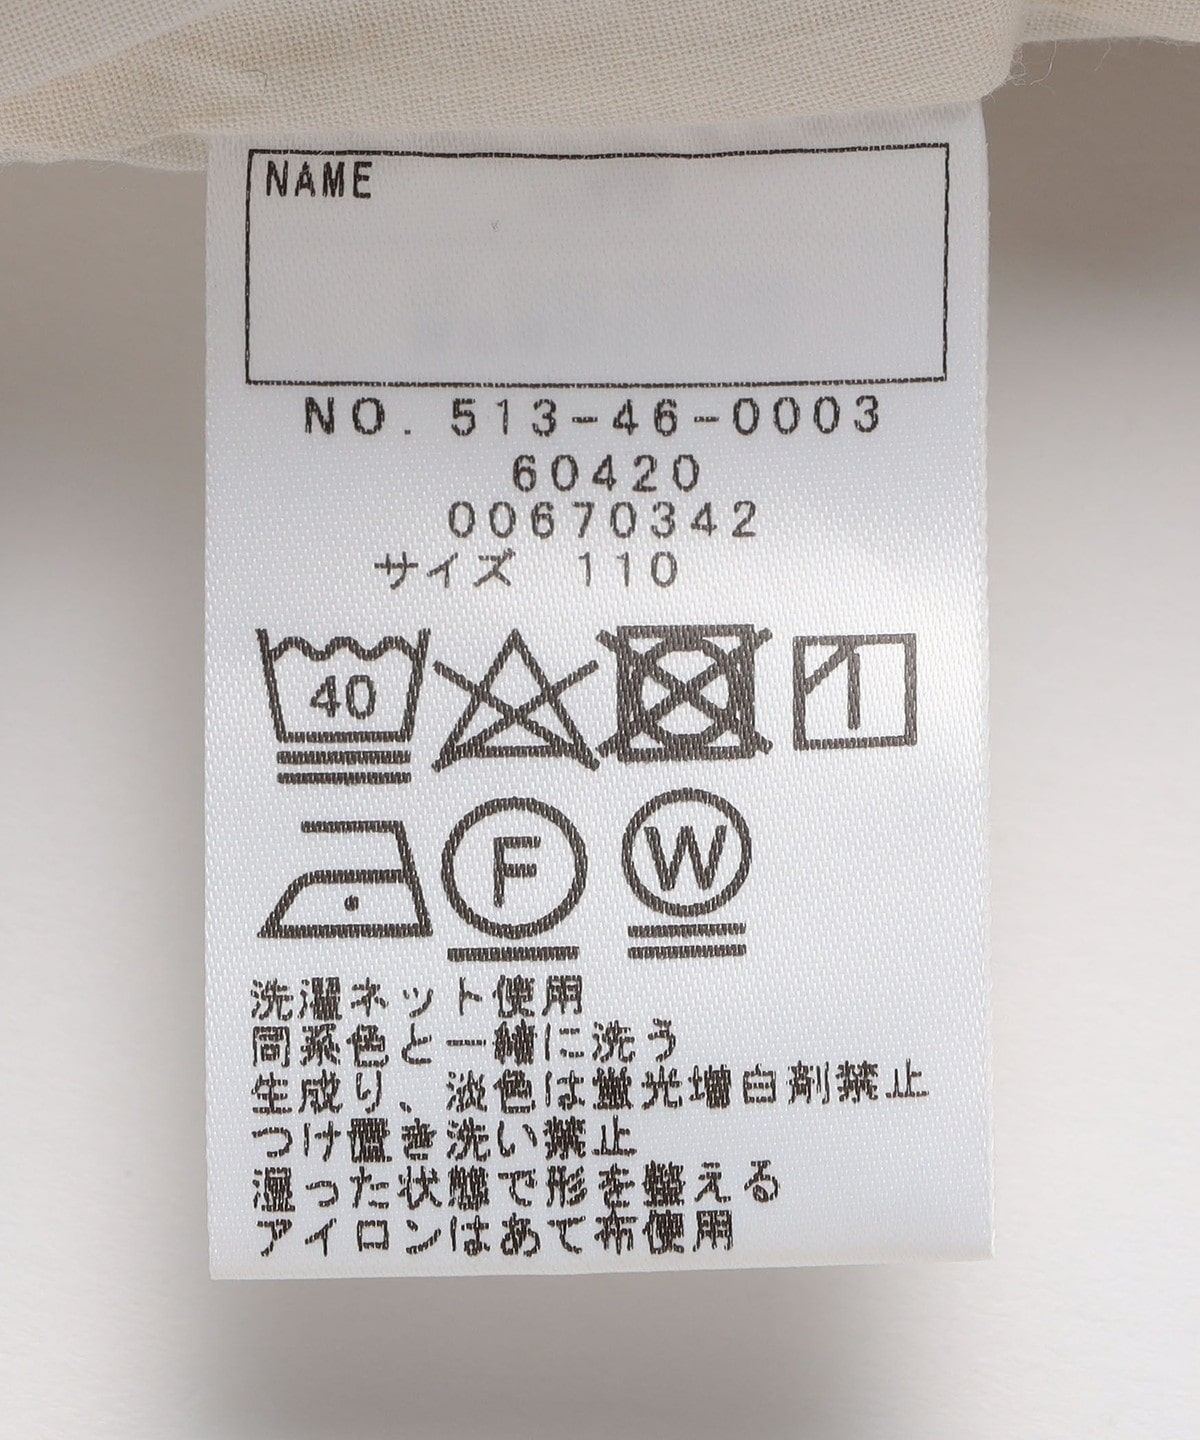 NAME
NO. 513-46-0003
60420
00670342
サイズ 110
40
F W
洗濯ネット使用
同系色と一緒に洗う
生成り、淡色は蛍光増白剤禁止
つけ置き洗い禁止
湿った状態で形を整える
アイロンはあて布使用